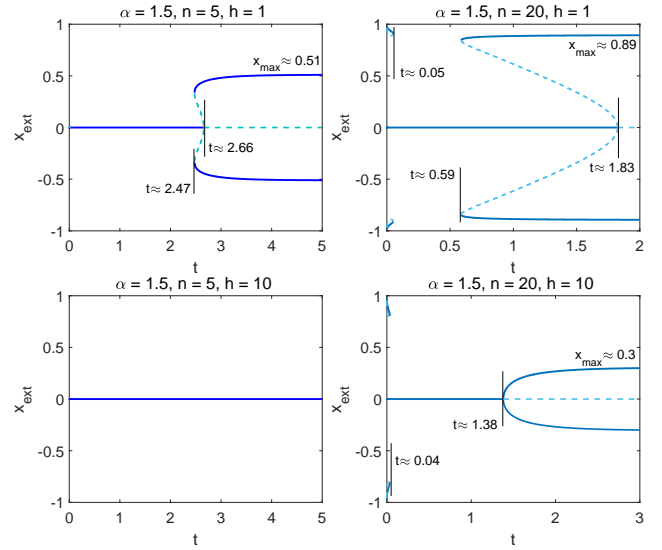 α = 1.5, n = 5, h = 1
1
0.5
0
-0.5
-1
x_ext
x_max ≈ 0.51
t≈ 2.66
t≈ 2.47
0 1 2 3 4 5
t
α = 1.5, n = 20, h = 1
1
0.5
0
-0.5
-1
x_ext
t≈ 0.05
x_max ≈ 0.89
t≈ 0.59
t≈ 1.83
0 0.5 1 1.5 2
t
α = 1.5, n = 5, h = 10
1
0.5
0
-0.5
-1
x_ext
0 1 2 3 4 5
t
α = 1.5, n = 20, h = 10
1
0.5
0
-0.5
-1
x_ext
x_max ≈ 0.3
t≈ 1.38
t≈ 0.04
0 1 2 3
t